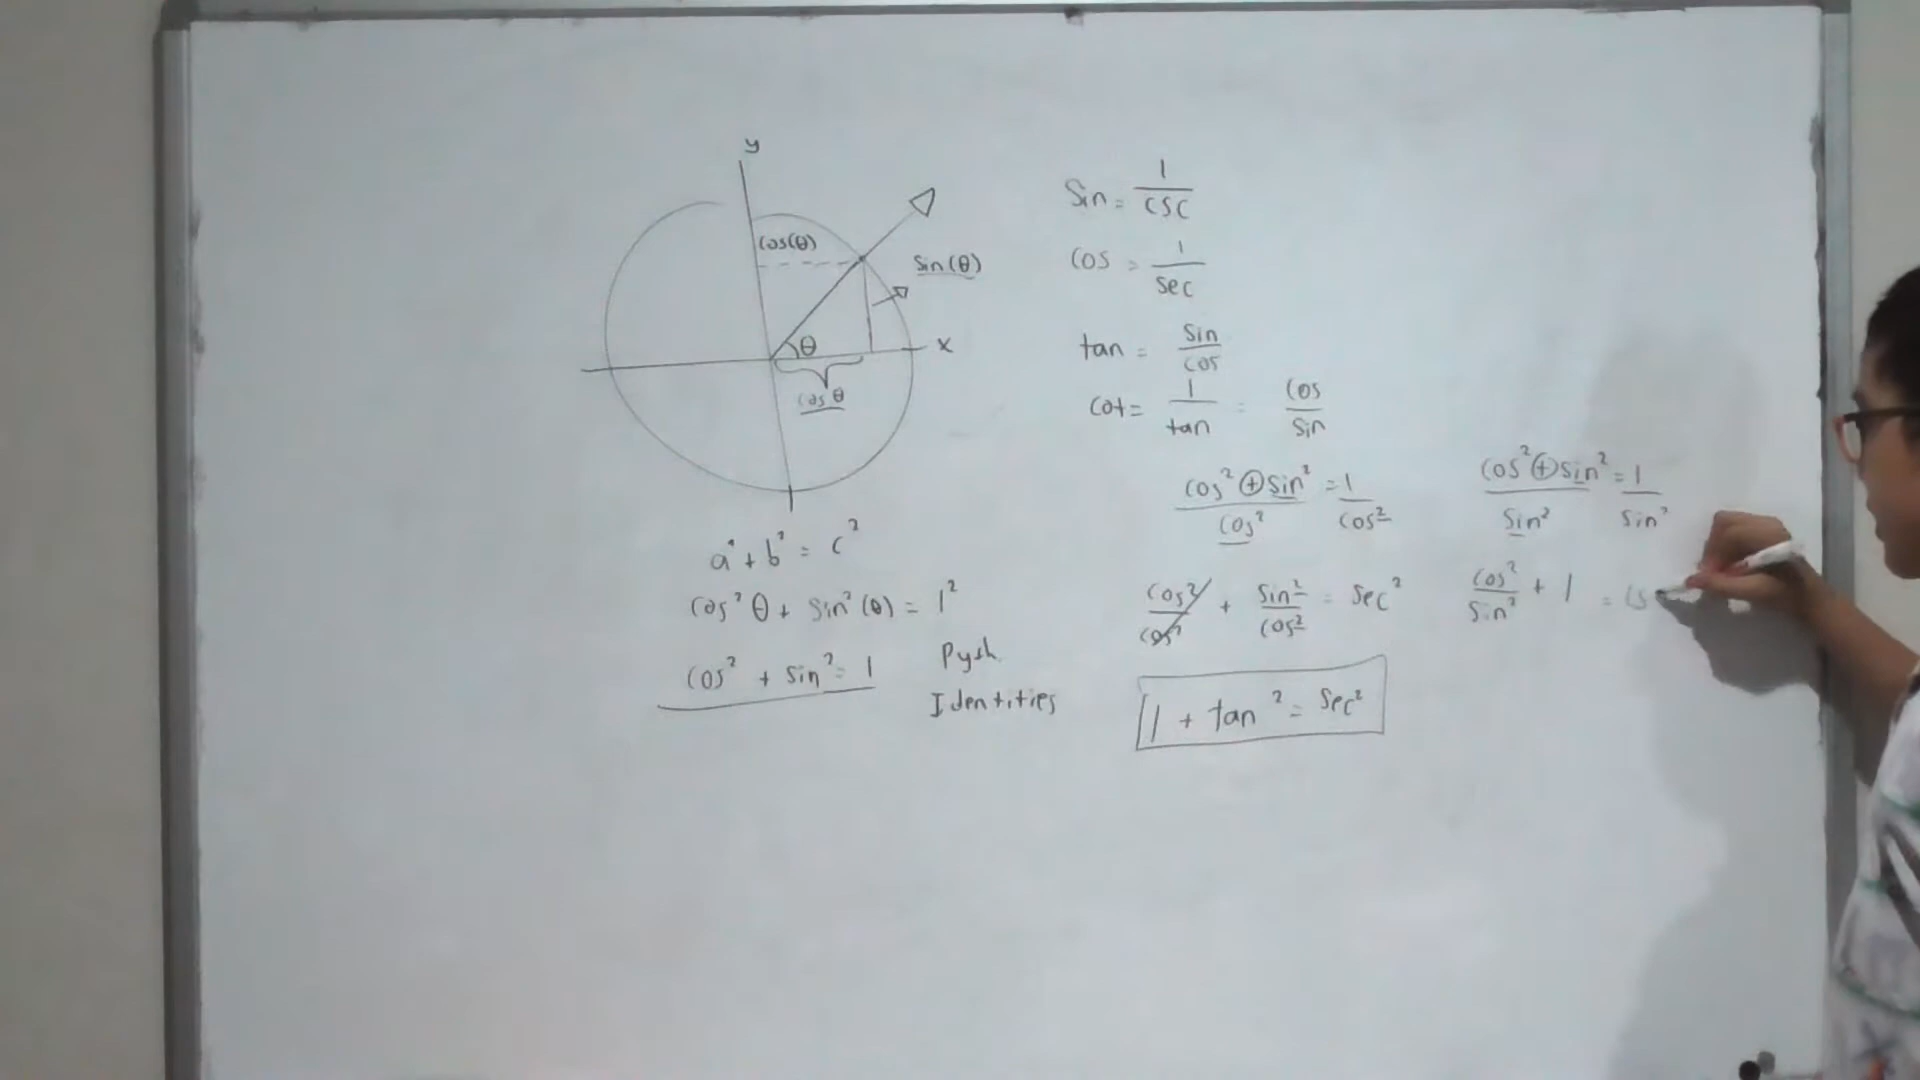 y
cos(θ)
sin(θ)
θ
x
cos θ
a² + b² = c²
cos² θ + sin² (θ) = 1²
cos² + sin² = 1
Pyth.
Identities
Sin = 1/csc
cos = 1/sec
tan = sin/cos
cot = 1/tan = cos/sin
cos² + sin²/cos² = 1/cos²
cos²/cos² + sin²/cos² = sec²
1 + tan² = sec²
cos² + sin²/sin² = 1/sin²
cos²/sin² + 1 = cs